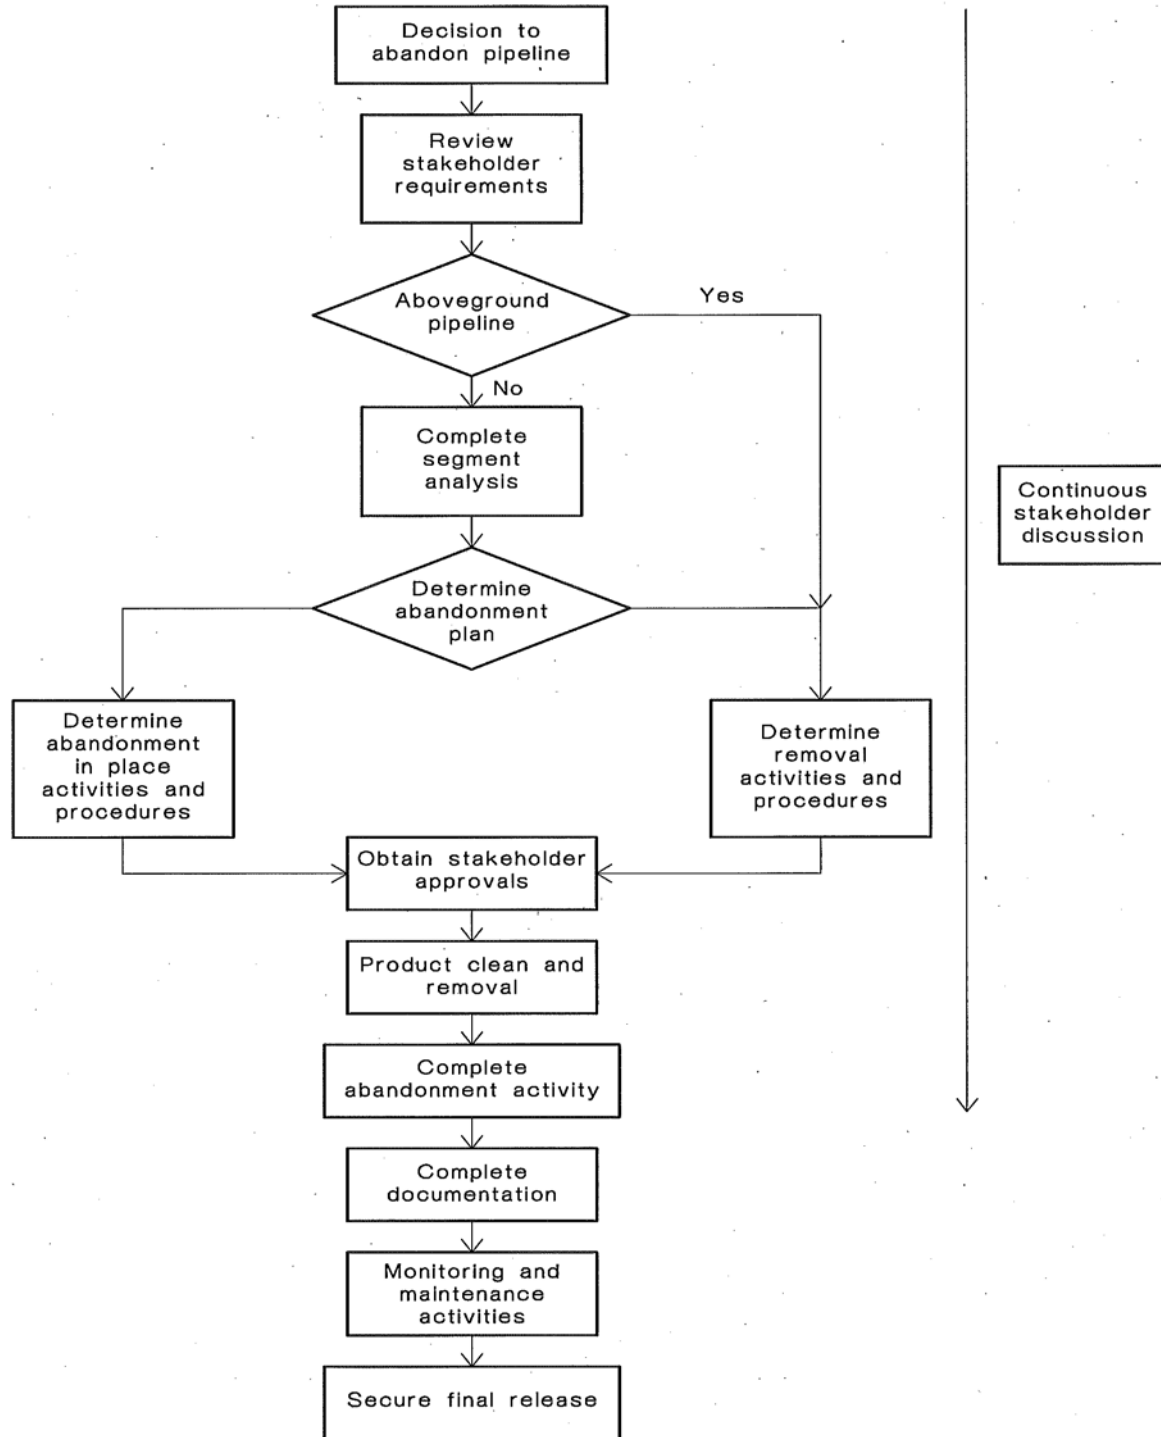 Decision to
abandon pipeline
Review
stakeholder
requirements
Aboveground
pipeline
Yes
No
Complete
segment
analysis
Continuous
stakeholder
discussion
Determine
abandonment
plan
Determine
abandonment
in place
activities and
procedures
Determine
removal
activities and
procedures
Obtain stakeholder
approvals
Product clean and
removal
Complete
abandonment activity
Complete
documentation
Monitoring and
maintenance
activities
Secure final release